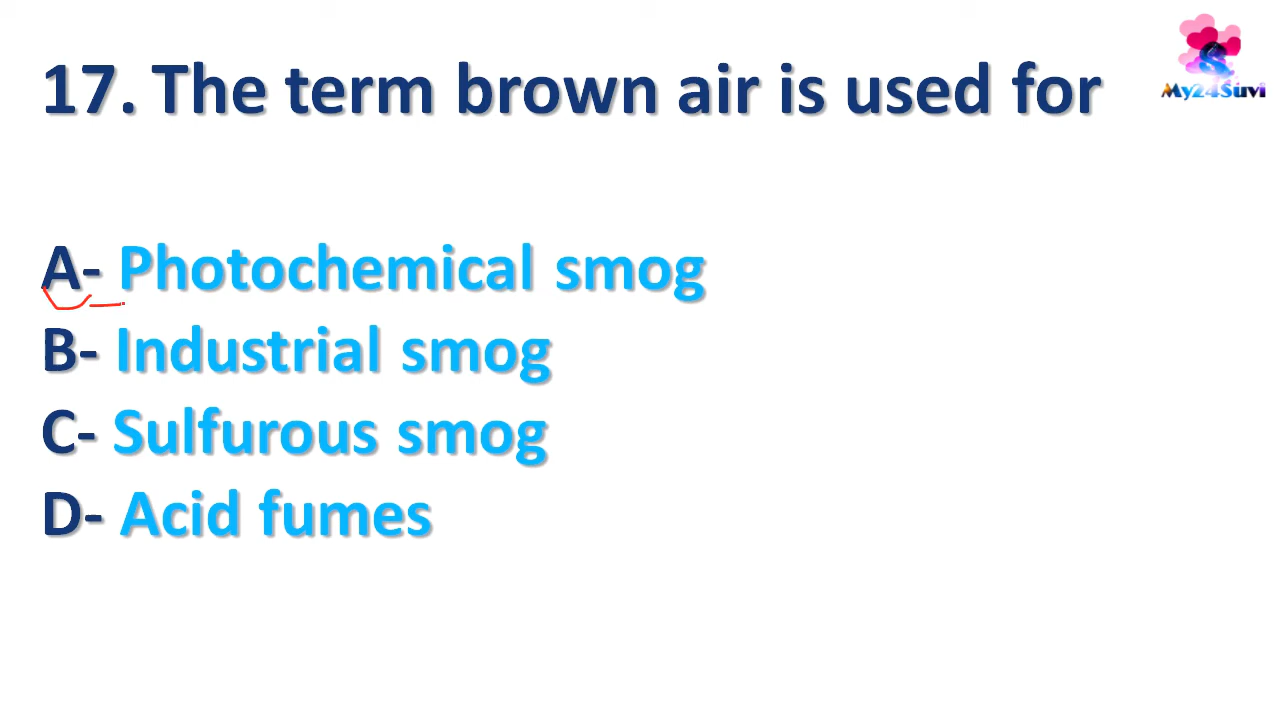 17. The term brown air is used for
My24Suvi
A- Photochemical smog
B- Industrial smog
C- Sulfurous smog
D- Acid fumes